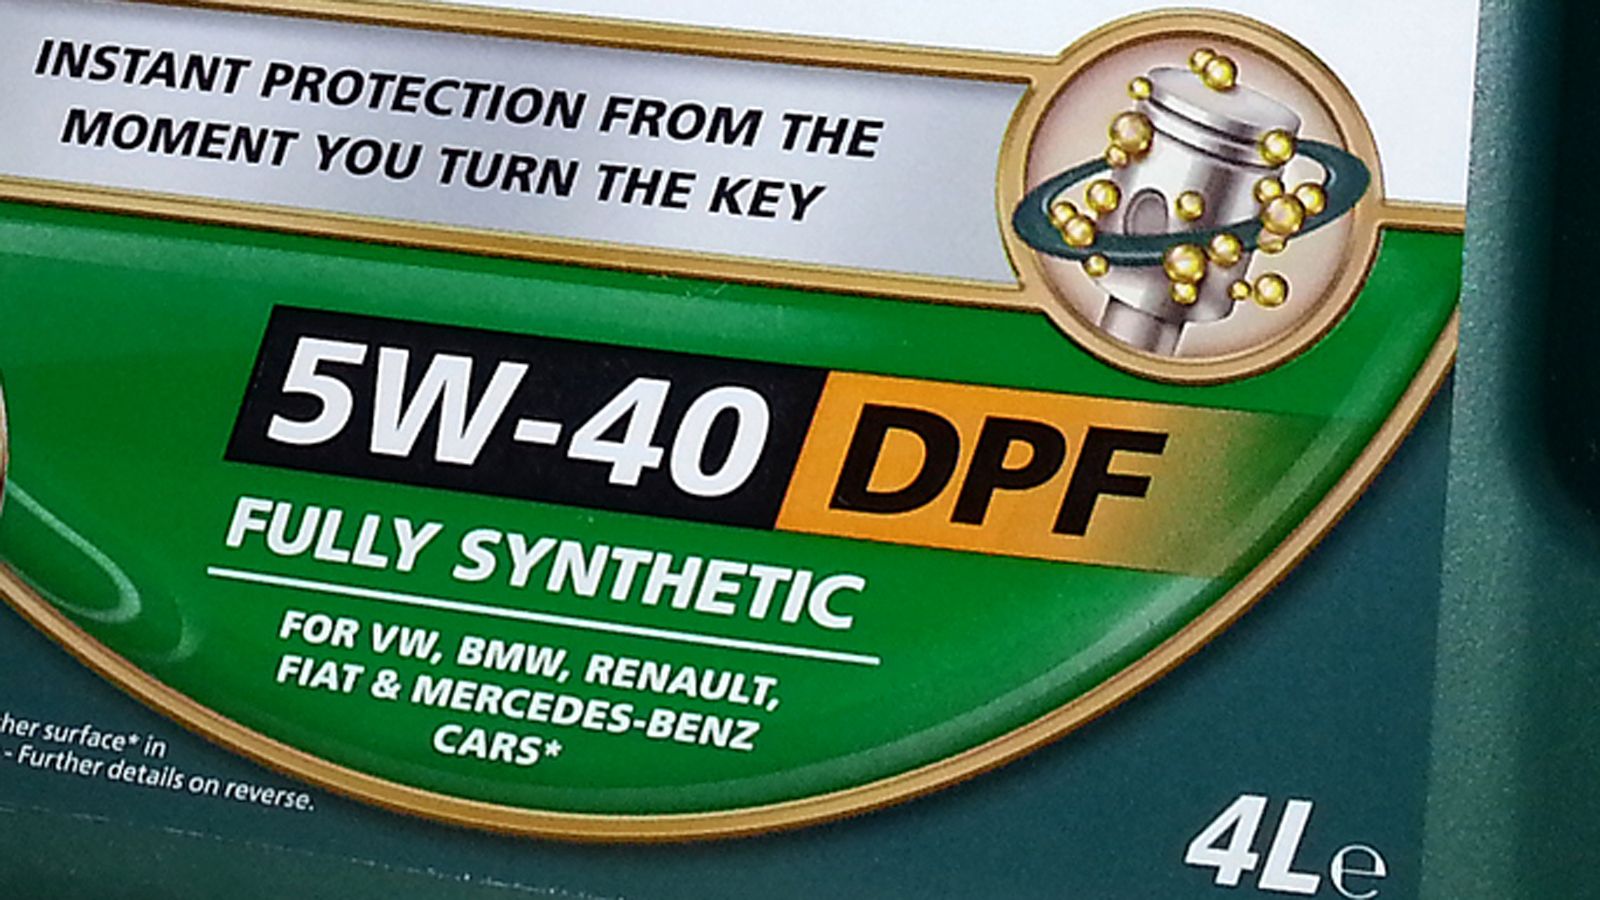 INSTANT PROTECTION FROM THE
MOMENT YOU TURN THE KEY
5W-40 DPF
FULLY SYNTHETIC
FOR VW, BMW, RENAULT,
FIAT & MERCEDES-BENZ
CARS*
surface* in
- Further details on reverse.
4L e